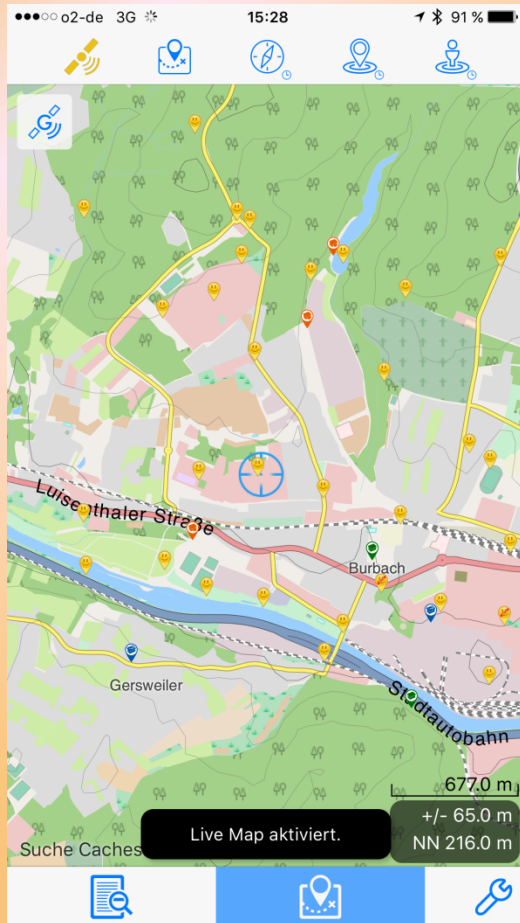 o2-de 3G 15:28 91 %
G
Luisenthaler Straße
Burbach
Gersweiler
Stadtautobahn
677.0 m
+/- 65.0 m
Live Map aktiviert.
NN 216.0 m
Suche Caches